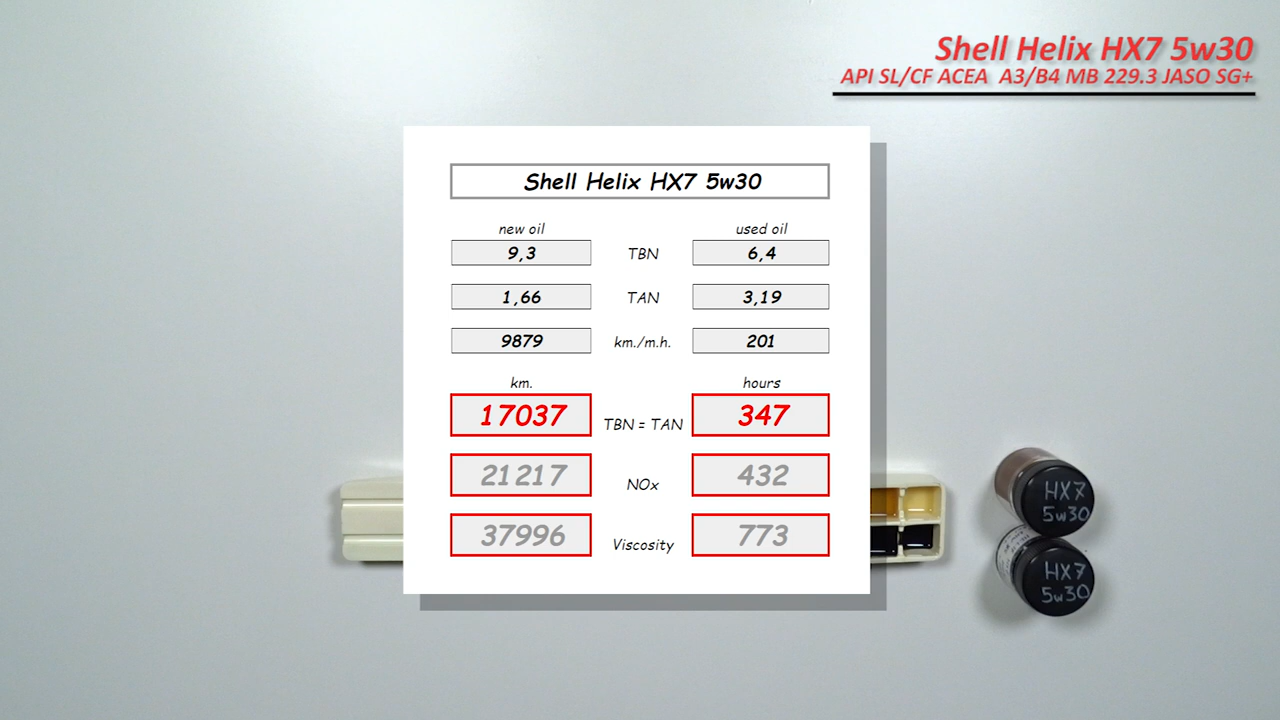 Shell Helix HX7 5w30
API SL/CF ACEA A3/B4 MB 229.3 JASO SG+
Shell Helix HX7 5w30
new oil used oil
9,3 TBN 6,4
1,66 TAN 3,19
9879 km./m.h. 201
km. hours
17037 TBN = TAN 347
21217 NOx 432
37996 Viscosity 773
HX7
5w30
HX7
5w30